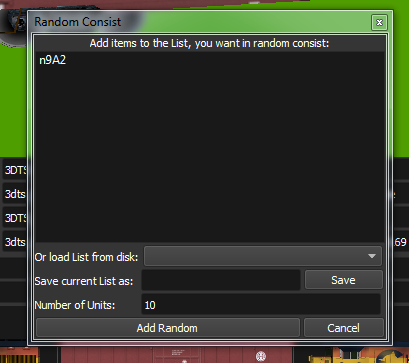 Random Consist
Add items to the List, you want in random consist:
n9A2
3DTS
3dts
3DTS
3dts
69
Or load List from disk:
Save current List as:
Save
Number of Units:
10
Add Random
Cancel